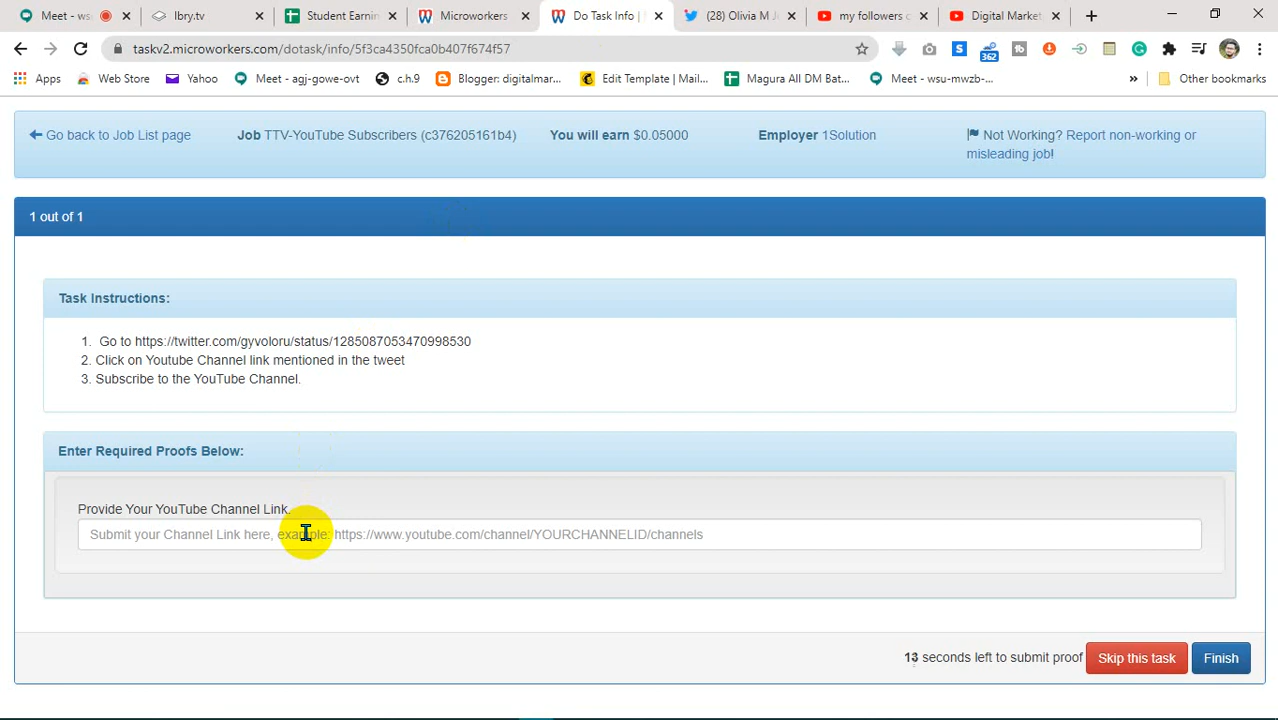 Meet - ws
lbry.tv
Student Earnin
Microworkers
Do Task Info |
(28) Olivia M J
my followers c
Digital Market
taskv2.microworkers.com/dotask/info/5f3ca4350fca0b407f674f57
362
Apps
Web Store
Yahoo
Meet - agj-gowe-ovt
c.h.9
Blogger: digitalmar...
Edit Template | Mail...
Magura All DM Bat...
Meet - wsu-mwzb-...
»
Other bookmarks
Go back to Job List page
Job TTV-YouTube Subscribers (c376205161b4)
You will earn $0.05000
Employer 1Solution
Not Working? Report non-working or
misleading job!
1 out of 1
Task Instructions:
1. Go to https://twitter.com/gyvoloru/status/1285087053470998530
2. Click on Youtube Channel link mentioned in the tweet
3. Subscribe to the YouTube Channel.
Enter Required Proofs Below:
Provide Your YouTube Channel Link.
Submit your Channel Link here, example: https://www.youtube.com/channel/YOURCHANNELID/channels
13 seconds left to submit proof
Skip this task
Finish